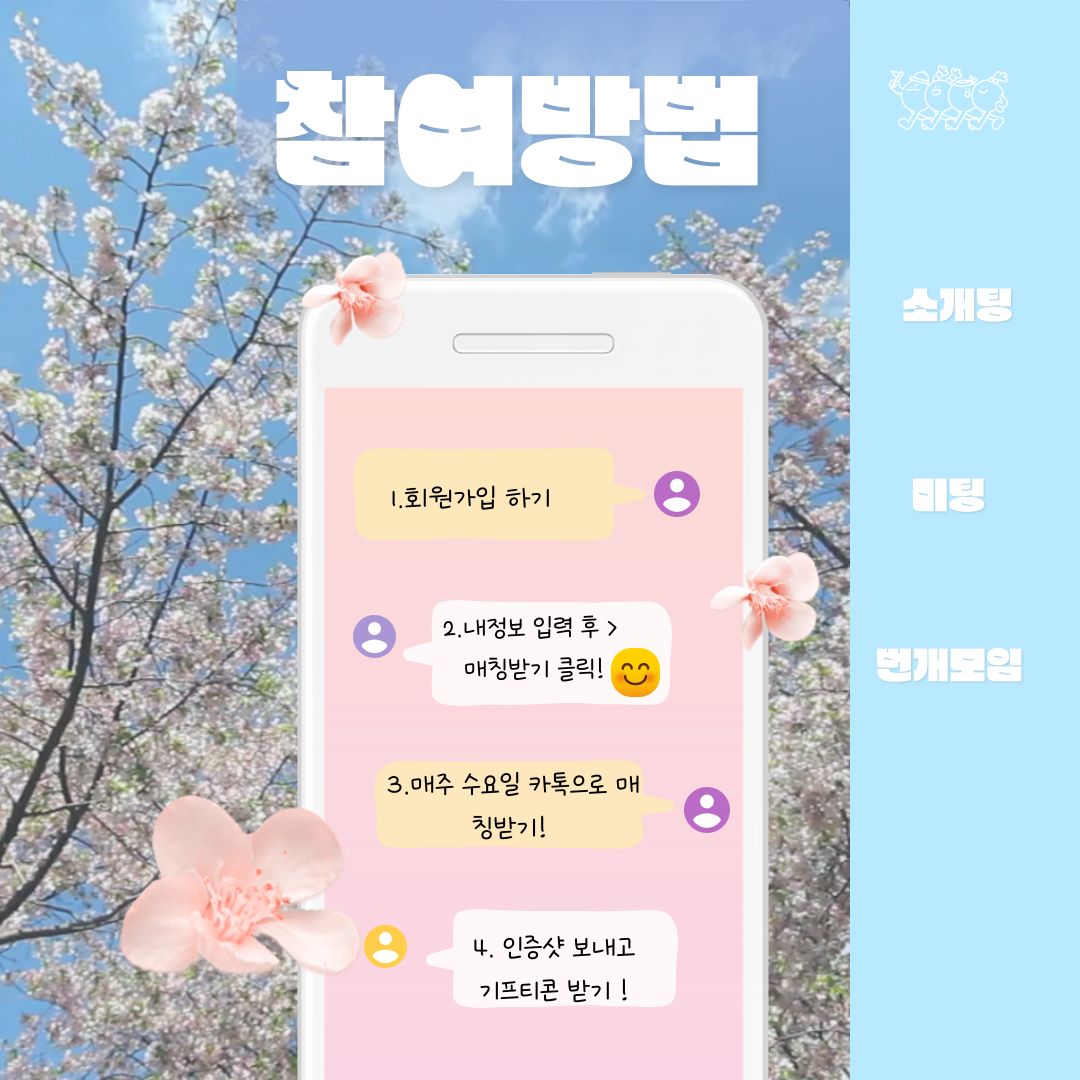 참여방법
1.회원가입 하기
2.내정보 입력 후 >
매칭받기 클릭!
3.매주 수요일 카톡으로 매
칭받기!
4. 인증샷 보내고
기프티콘 받기 !
소개팅
미팅
번개모임